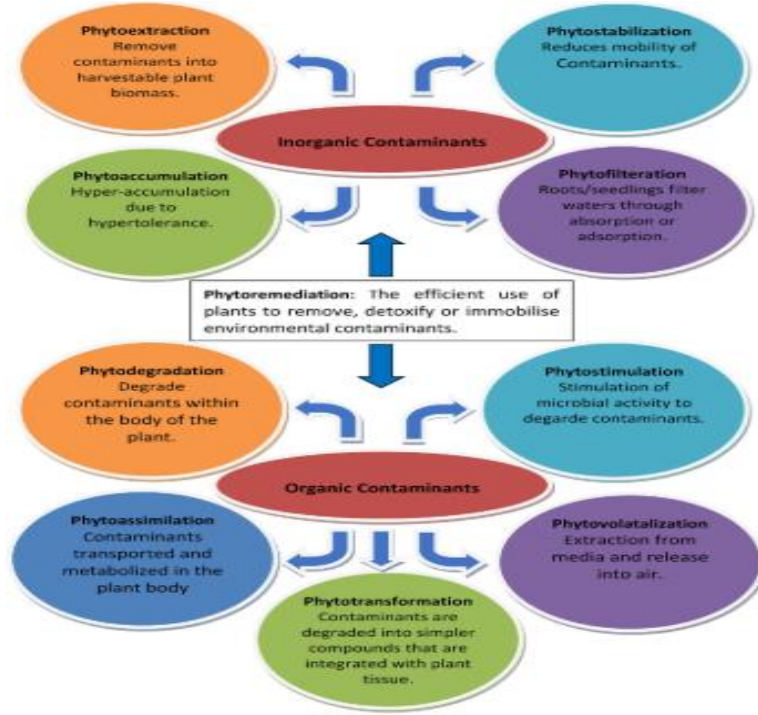 Phytoextraction
Remove
contaminants into
harvestable plant
biomass.
Phytostabilization
Reduces mobility of
Contaminants.
Inorganic Contaminants
Phytoaccumulation
Hyper-accumulation
due to
hypertolerance.
Phytofilteration
Roots/seedlings filter
waters through
absorption or
adsorption.
Phytoremediation: The efficient use of
plants to remove, detoxify or immobilise
environmental contaminants.
Phytodegradation
Degrade
contaminants within
the body of the
plant.
Phytostimulation
Stimulation of
microbial activity to
degarde contaminants.
Organic Contaminants
Phytoassimilation
Contaminants
transported and
metabolized in the
plant body
Phytovolatalization
Extraction from
media and release
into air.
Phytotransformation
Contaminants are
degraded into simpler
compounds that are
integrated with plant
tissue.